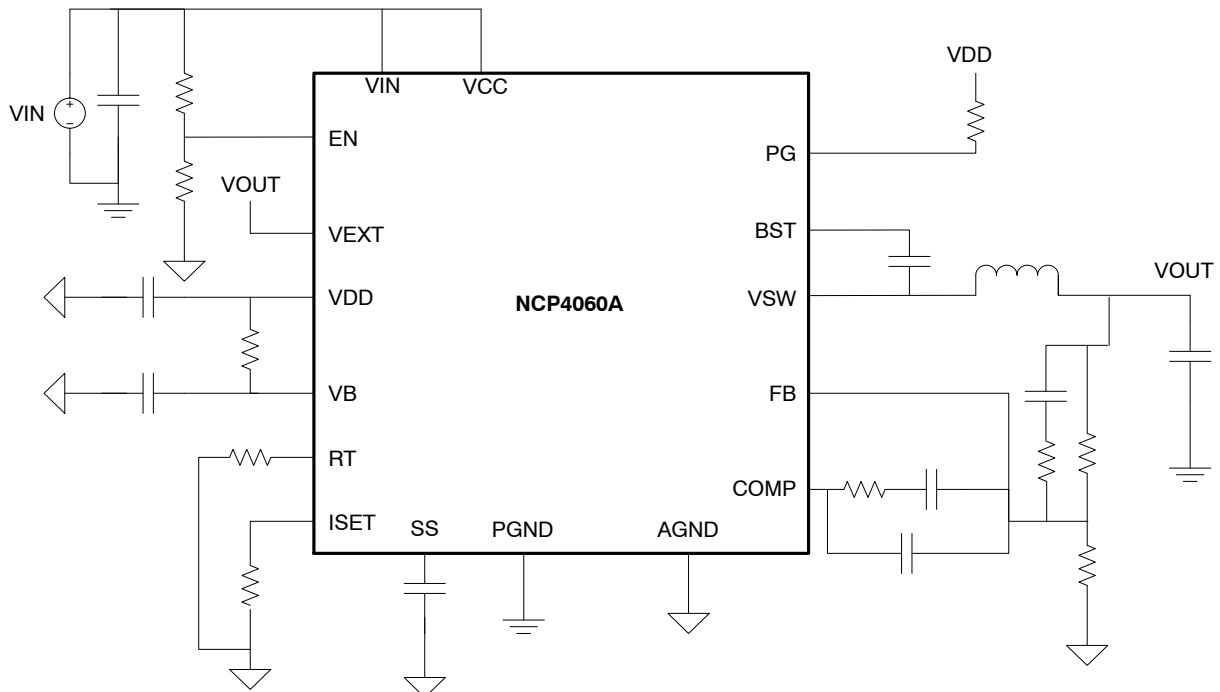 VDD
VIN VCC
VIN
EN
PG
VOUT
BST
VEXT
VOUT
VDD
NCP4060A
VSW
VB
FB
RT
COMP
ISET
SS
PGND
AGND